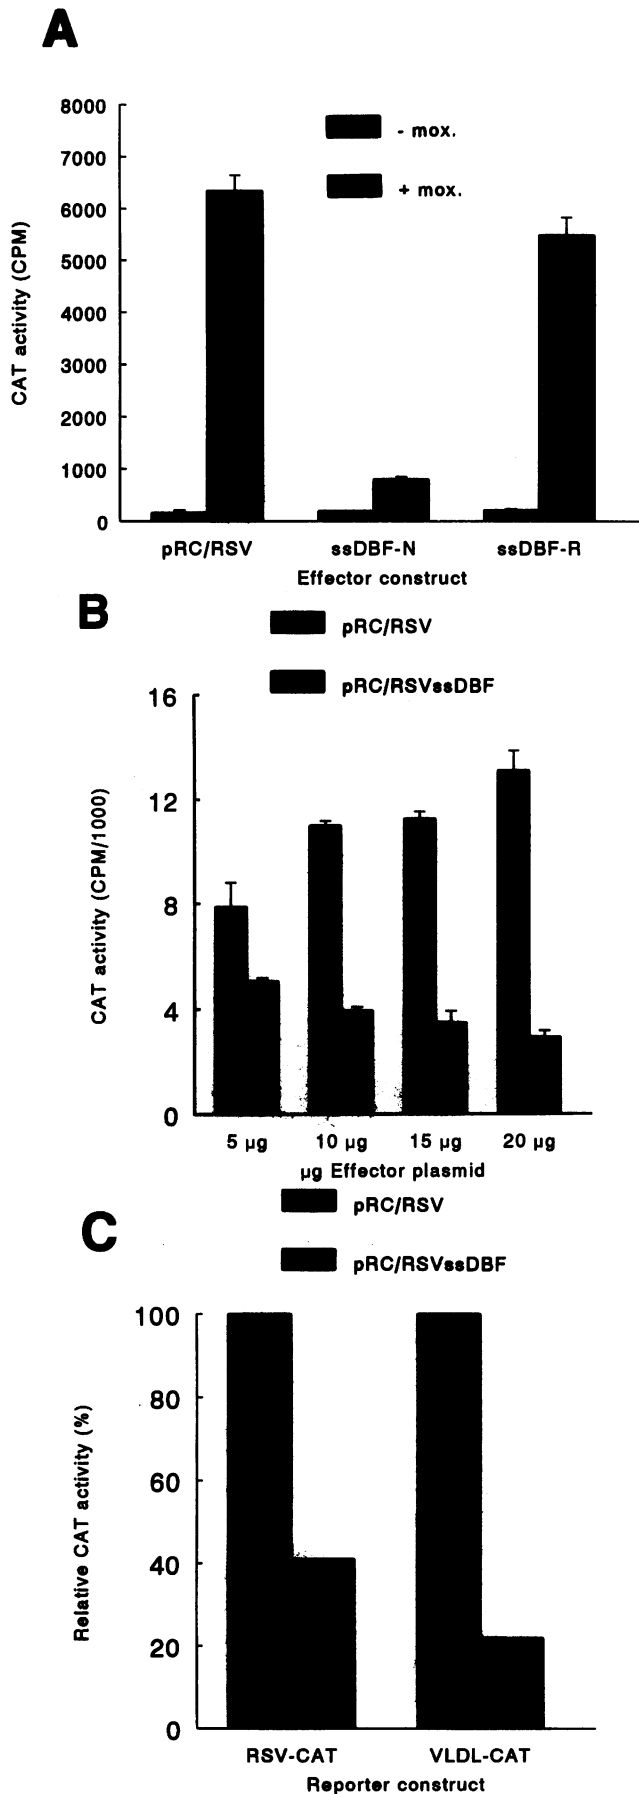 A
8000
7000
6000
5000
4000
3000
2000
1000
0
CAT activity (CPM)
- mox.
+ mox.
pRC/RSV ssDBF-N ssDBF-R
Effector construct
B
pRC/RSV
pRC/RSVssDBF
16
12
8
4
0
CAT activity (CPM/1000)
5 µg 10 µg 15 µg 20 µg
µg Effector plasmid
C
pRC/RSV
pRC/RSVssDBF
100
80
60
40
20
0
Relative CAT activity (%)
RSV-CAT VLDL-CAT
Reporter construct